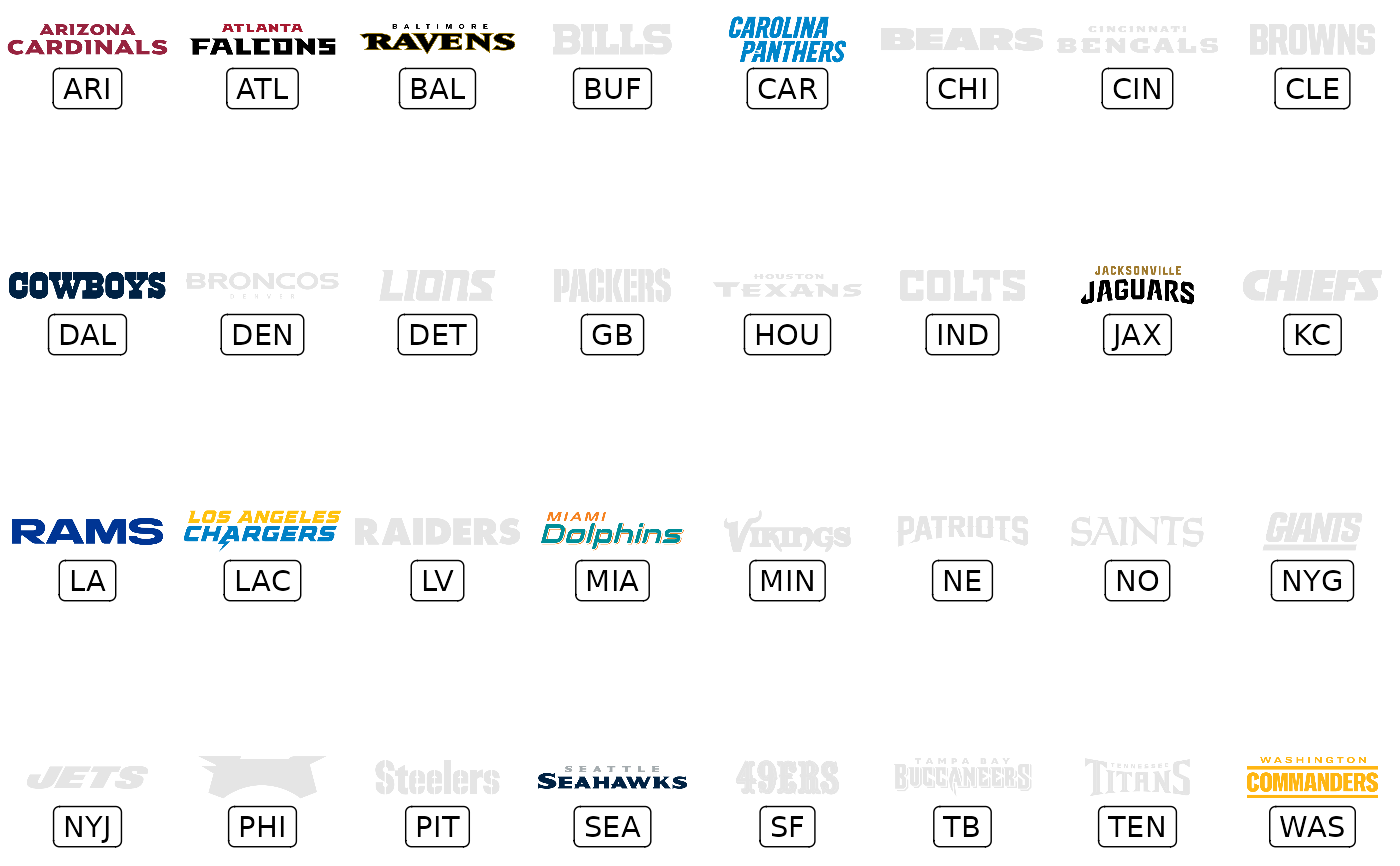 ARIZONA CARDINALS
ATLANTA FALCONS
BALTIMORE RAVENS
BILLS
CAROLINA PANTHERS
BEARS
CINCINNATI BENGALS
BROWNS
ARI
ATL
BAL
BUF
CAR
CHI
CIN
CLE
COWBOYS
BRONCOS DENVER
LIONS
PACKERS
HOUSTON TEXANS
COLTS
JACKSONVILLE JAGUARS
CHIEFS
DAL
DEN
DET
GB
HOU
IND
JAX
KC
RAMS
LOS ANGELES CHARGERS
RAIDERS
MIAMI Dolphins
VIKINGS
PATRIOTS
SAINTS
GIANTS
LA
LAC
LV
MIA
MIN
NE
NO
NYG
JETS
Steelers
SEATTLE SEAHAWKS
49ERS
TAMPA BAY BUCCANEERS
TENNESSEE TITANS
WASHINGTON COMMANDERS
NYJ
PHI
PIT
SEA
SF
TB
TEN
WAS